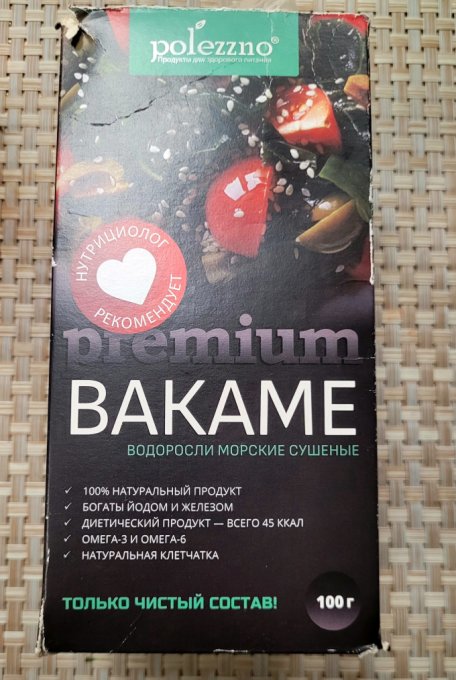 polezzno®
Продукты для здорового питания
НУТРИЦИОЛОГ
РЕКОМЕНДУЕТ
premium
ВАКАМЕ
ВОДОРОСЛИ МОРСКИЕ СУШЕНЫЕ
✓ 100% НАТУРАЛЬНЫЙ ПРОДУКТ
✓ БОГАТЫ ЙОДОМ И ЖЕЛЕЗОМ
✓ ДИЕТИЧЕСКИЙ ПРОДУКТ — ВСЕГО 45 ККАЛ
✓ ОМЕГА-3 И ОМЕГА-6
✓ НАТУРАЛЬНАЯ КЛЕТЧАТКА
ТОЛЬКО ЧИСТЫЙ СОСТАВ!
100 г